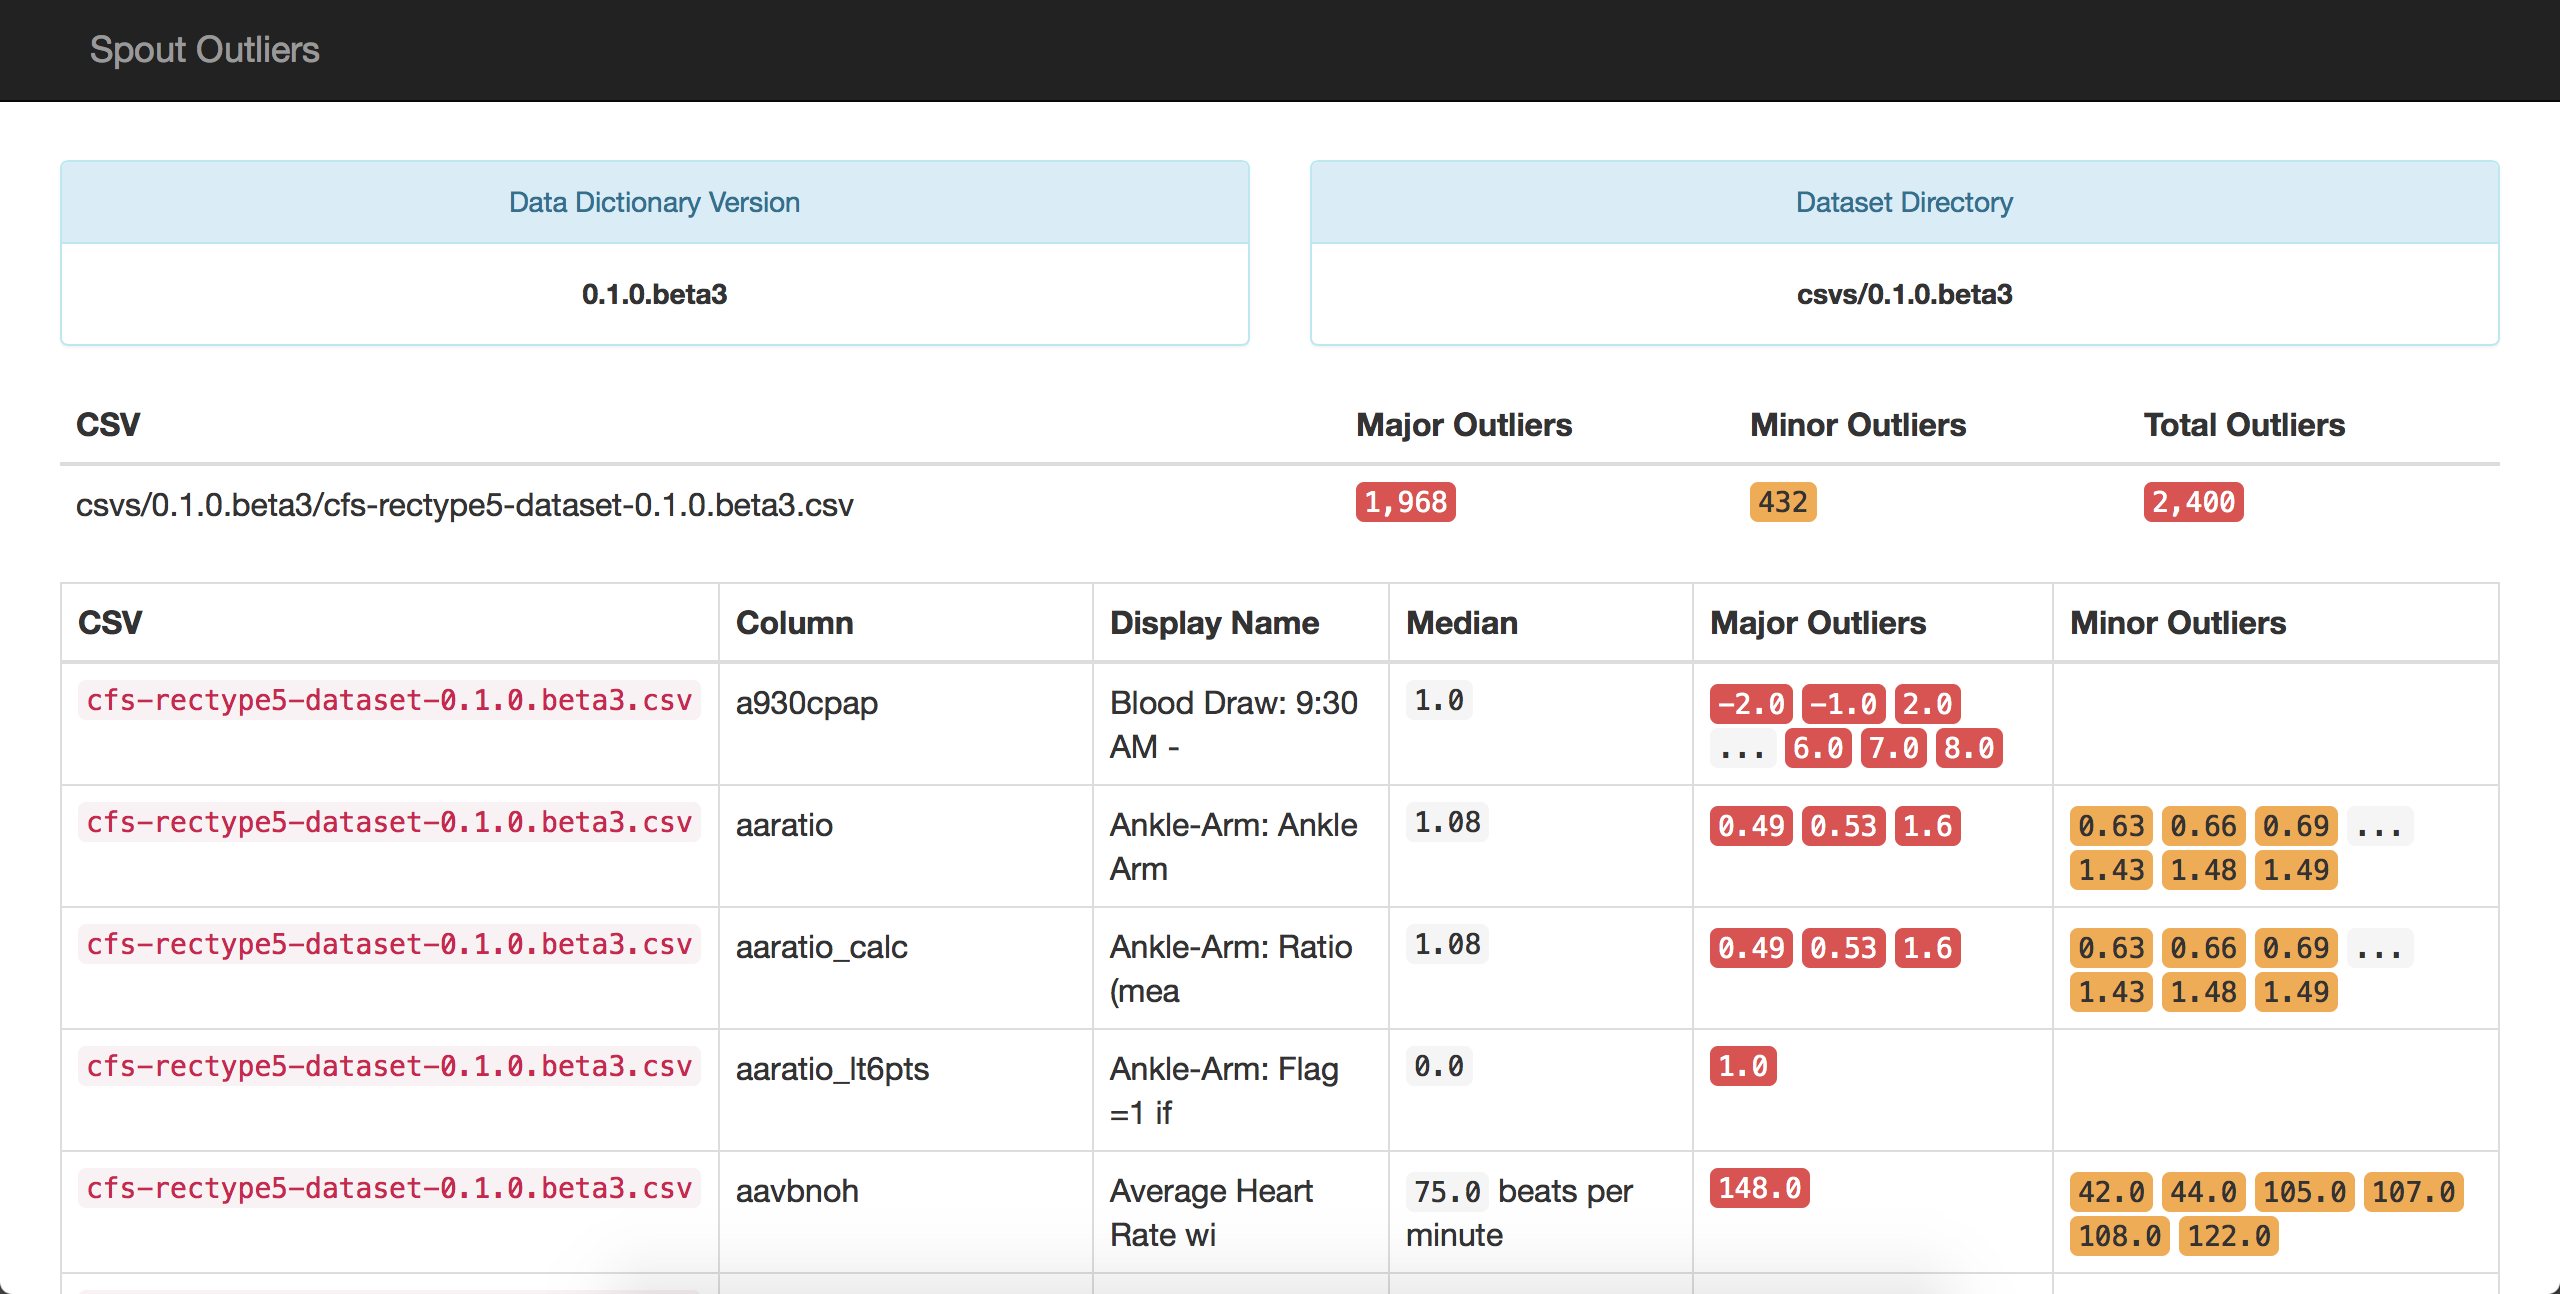 Spout Outliers
Data Dictionary Version
0.1.0.beta3
Dataset Directory
csvs/0.1.0.beta3
CSV Major Outliers Minor Outliers Total Outliers
csvs/0.1.0.beta3/cfs-rectype5-dataset-0.1.0.beta3.csv 1,968 432 2,400
CSV Column Display Name Median Major Outliers Minor Outliers
cfs-rectype5-dataset-0.1.0.beta3.csv a930cpap Blood Draw: 9:30 1.0 -2.0 -1.0 2.0
AM - ... 6.0 7.0 8.0
cfs-rectype5-dataset-0.1.0.beta3.csv aaratio Ankle-Arm: Ankle 1.08 0.49 0.53 1.6 0.63 0.66 0.69 ...
Arm 1.43 1.48 1.49
cfs-rectype5-dataset-0.1.0.beta3.csv aaratio_calc Ankle-Arm: Ratio 1.08 0.49 0.53 1.6 0.63 0.66 0.69 ...
(mea 1.43 1.48 1.49
cfs-rectype5-dataset-0.1.0.beta3.csv aaratio_lt6pts Ankle-Arm: Flag 0.0 1.0
=1 if
cfs-rectype5-dataset-0.1.0.beta3.csv aavbnoh Average Heart 75.0 beats per 148.0 42.0 44.0 105.0 107.0
Rate wi minute 108.0 122.0